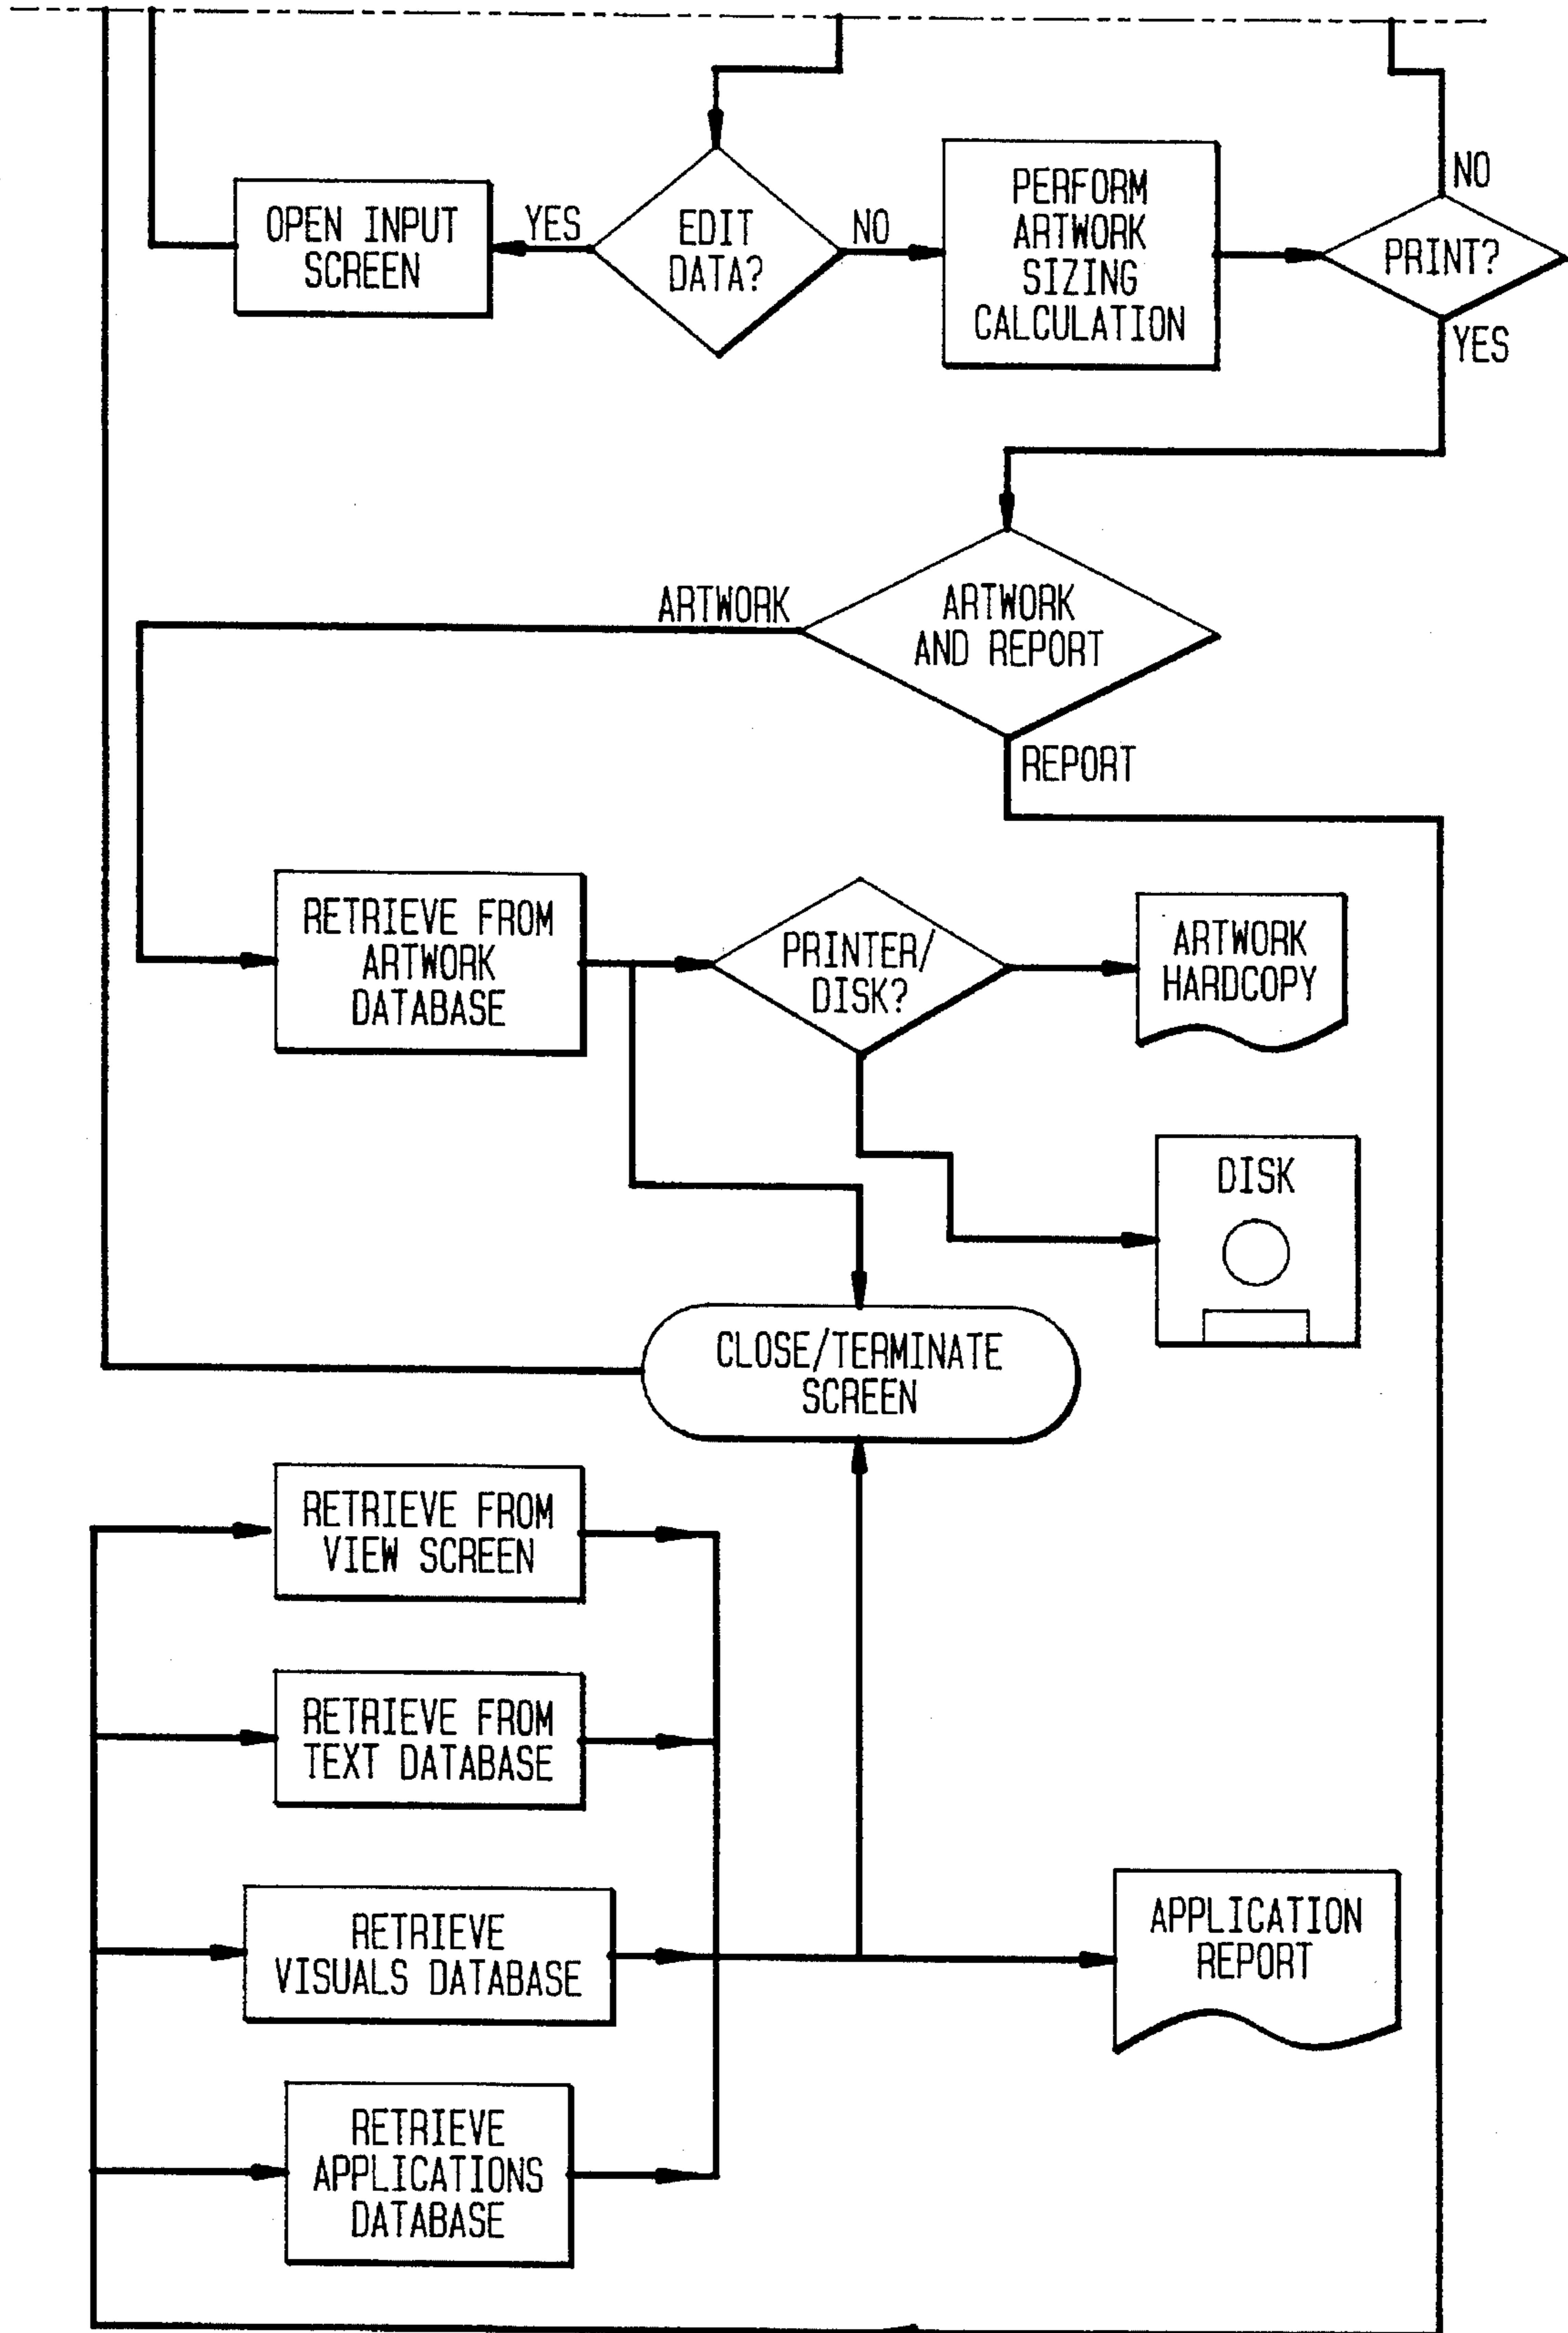 OPEN INPUT
SCREEN
YES
EDIT
DATA?
NO
PERFORM
ARTWORK
SIZING
CALCULATION
PRINT?
NO
YES
ARTWORK
ARTWORK
AND REPORT
REPORT
RETRIEVE FROM
ARTWORK
DATABASE
PRINTER/
DISK?
ARTWORK
HARDCOPY
DISK
CLOSE/TERMINATE
SCREEN
RETRIEVE FROM
VIEW SCREEN
RETRIEVE FROM
TEXT DATABASE
RETRIEVE
VISUALS DATABASE
APPLICATION
REPORT
RETRIEVE
APPLICATIONS
DATABASE